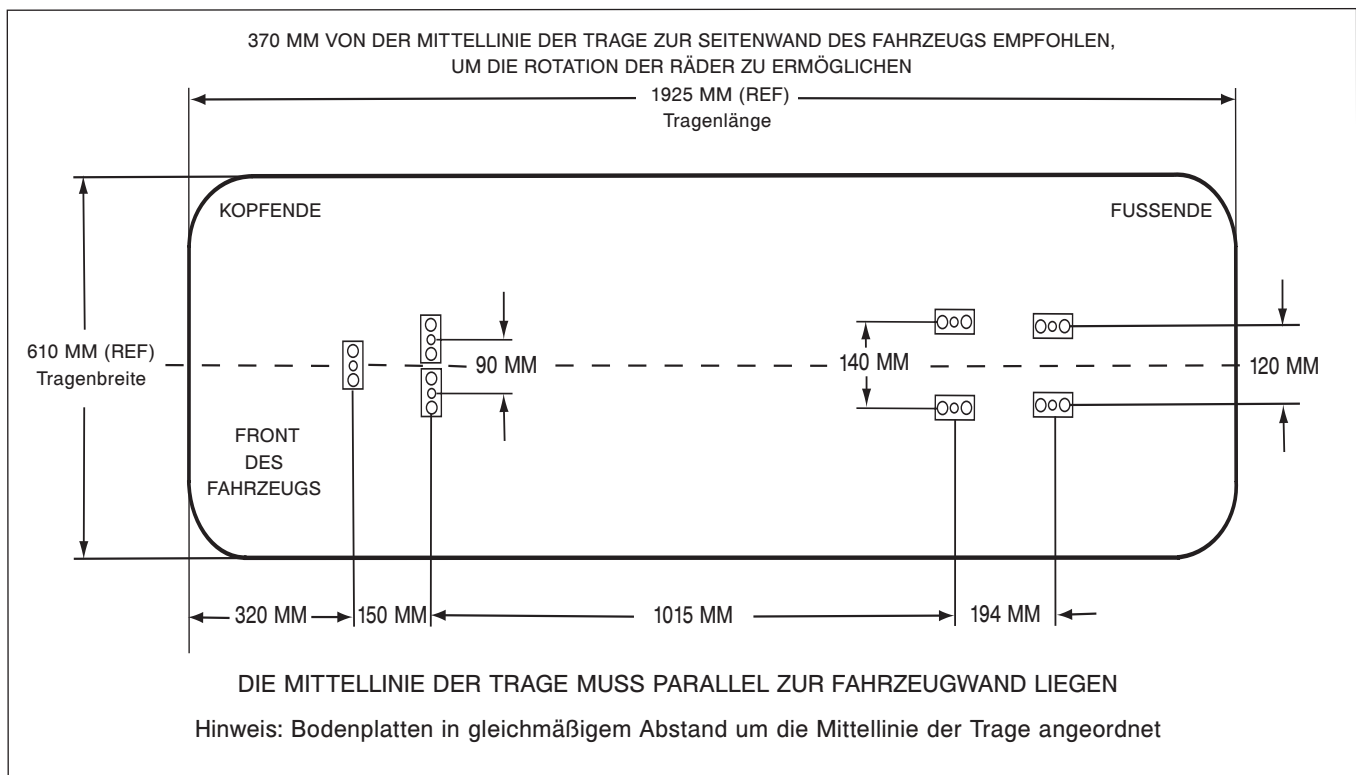 370 MM VON DER MITTELLINIE DER TRAGE ZUR SEITENWAND DES FAHRZEUGS EMPFOHLEN,
UM DIE ROTATION DER RÄDER ZU ERMÖGLICHEN
1925 MM (REF)
Tragenlänge
KOPFENDE
FUSSENDE
610 MM (REF)
Tragenbreite
90 MM
140 MM
120 MM
FRONT
DES
FAHRZEUGS
320 MM
150 MM
1015 MM
194 MM
DIE MITTELLINIE DER TRAGE MUSS PARALLEL ZUR FAHRZEUGWAND LIEGEN
Hinweis: Bodenplatten in gleichmäßigem Abstand um die Mittellinie der Trage angeordnet